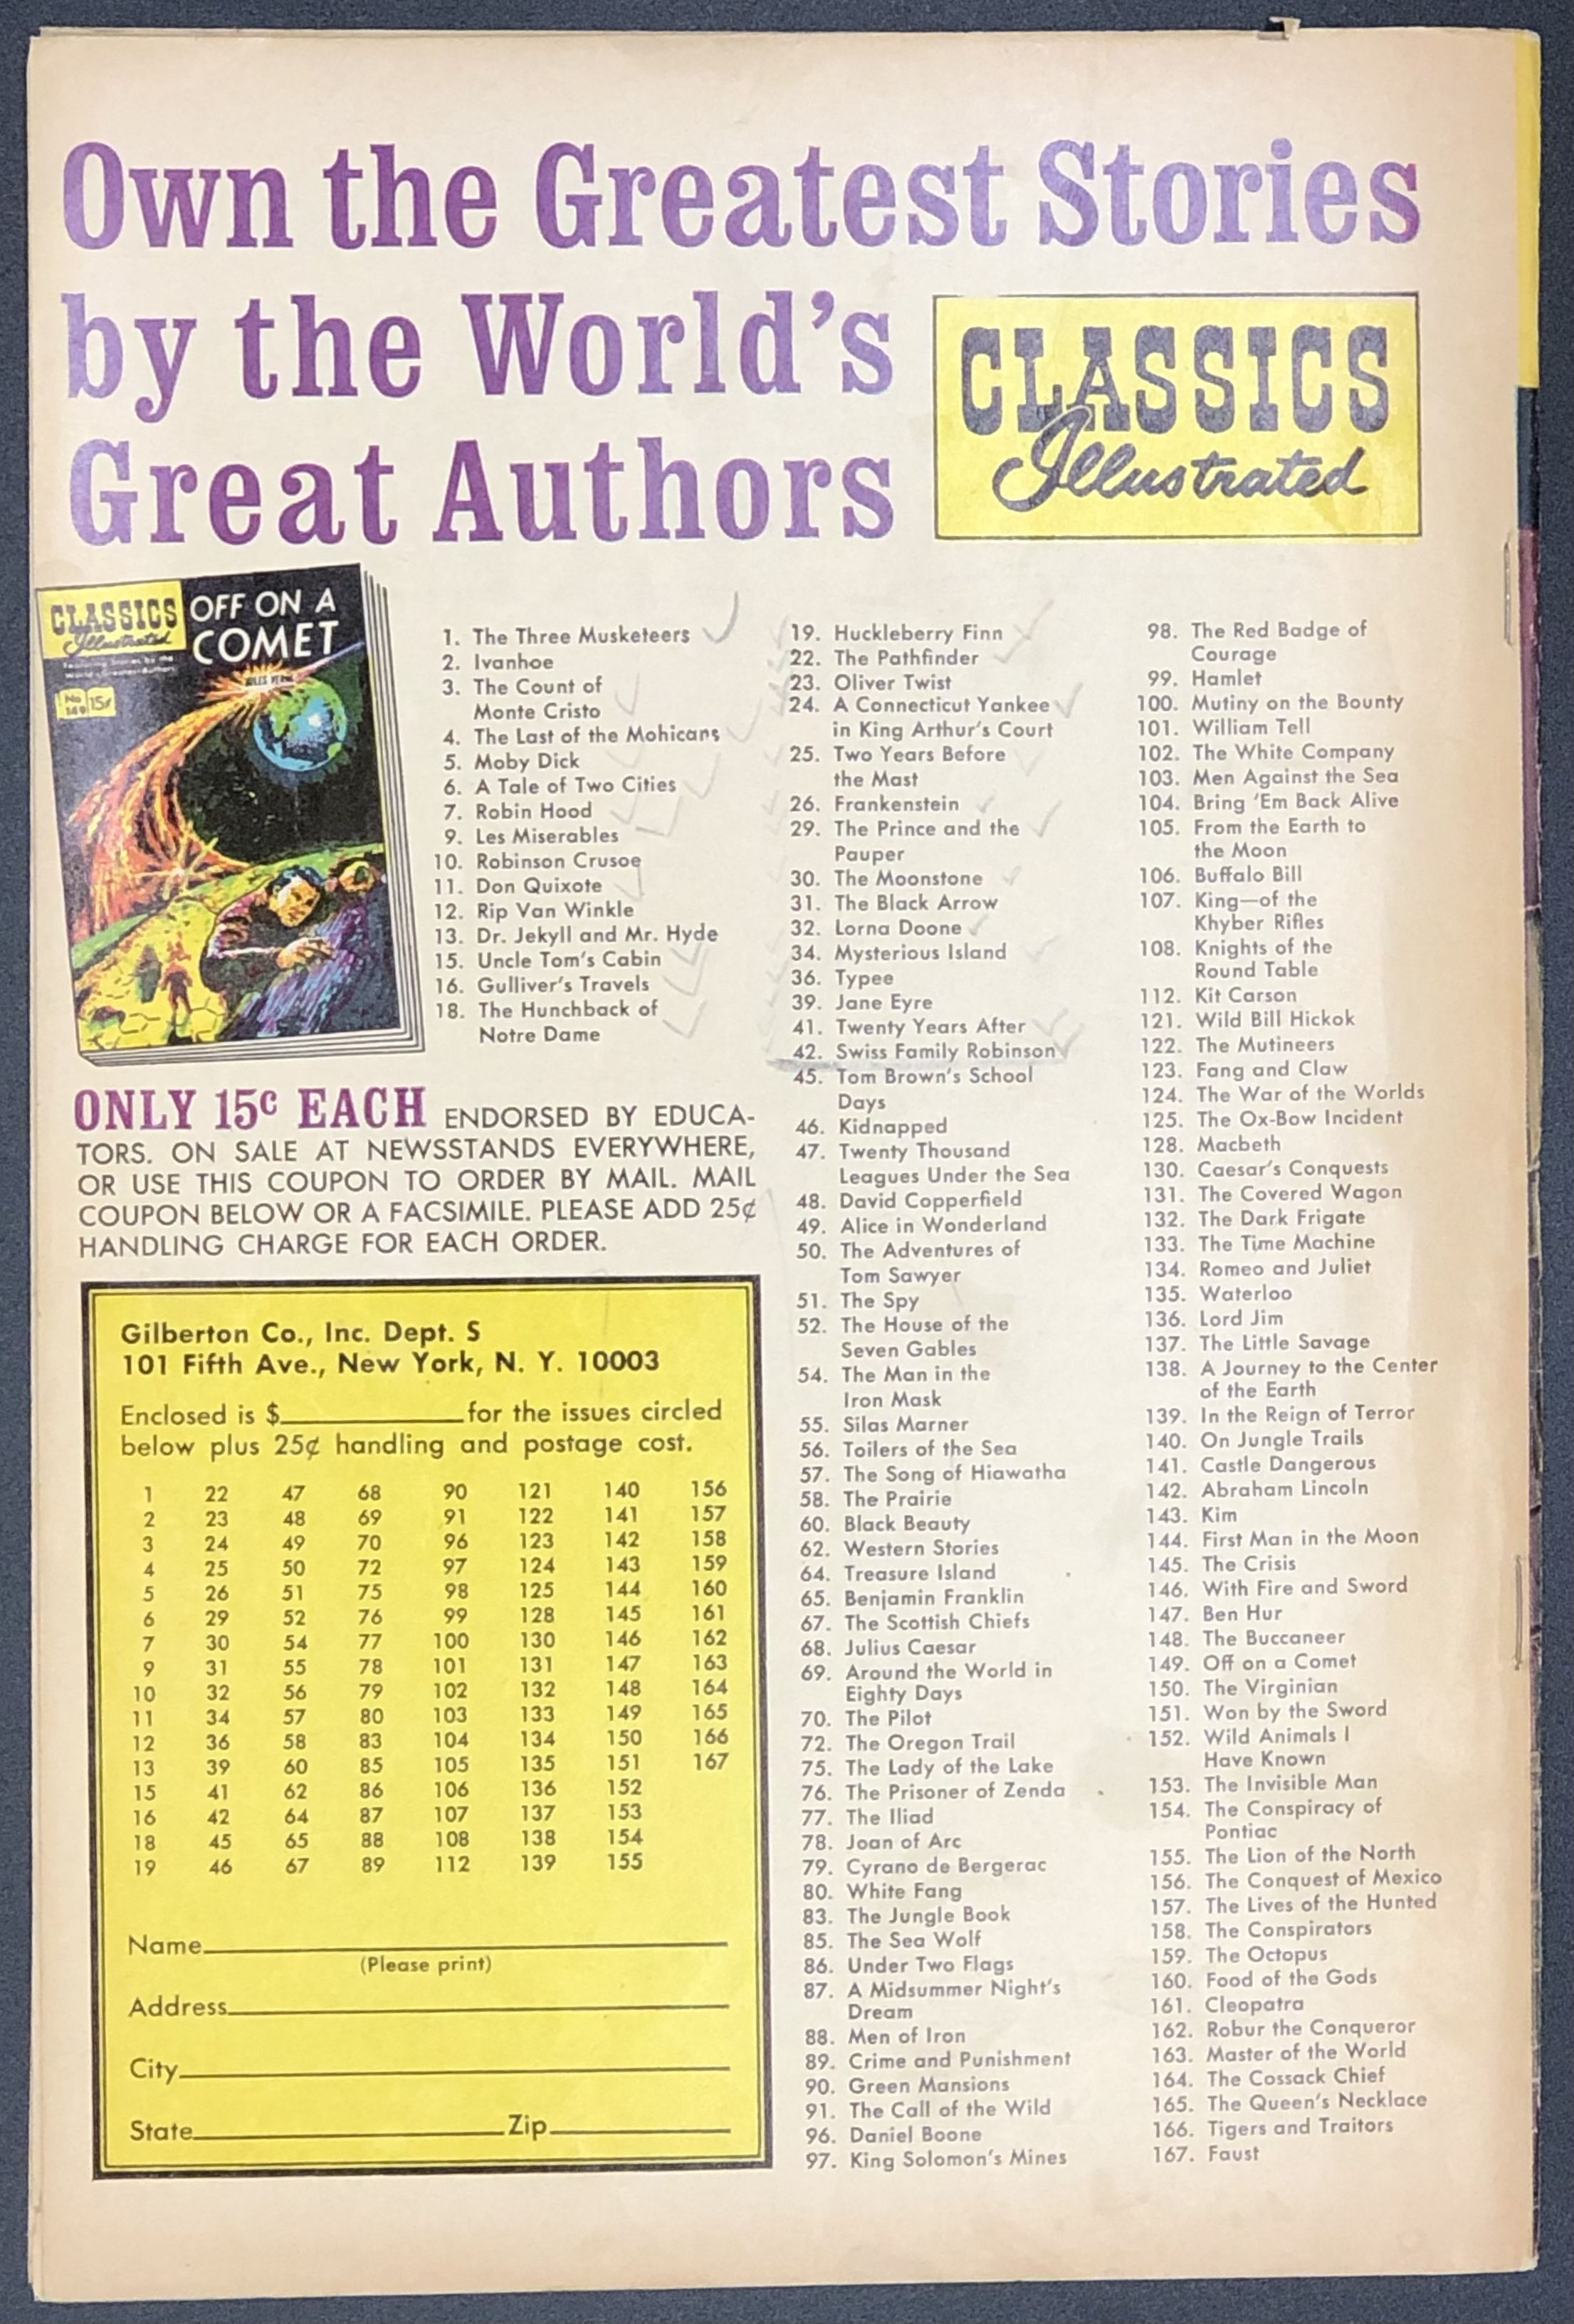 Own the Greatest Stories
by the World's
Great Authors
CLASSICS
Illustrated
CLASSICS
Illustrated
OFF ON A
COMET
Featuring Stories by the
World's Greatest Authors
JULES VERNE
No
149
15¢
1. The Three Musketeers
2. Ivanhoe
3. The Count of
Monte Cristo
4. The Last of the Mohicans
5. Moby Dick
6. A Tale of Two Cities
7. Robin Hood
9. Les Miserables
10. Robinson Crusoe
11. Don Quixote
12. Rip Van Winkle
13. Dr. Jekyll and Mr. Hyde
15. Uncle Tom's Cabin
16. Gulliver's Travels
18. The Hunchback of
Notre Dame
ONLY 15¢ EACH ENDORSED BY EDUCA-
TORS. ON SALE AT NEWSSTANDS EVERYWHERE,
OR USE THIS COUPON TO ORDER BY MAIL. MAIL
COUPON BELOW OR A FACSIMILE. PLEASE ADD 25¢
HANDLING CHARGE FOR EACH ORDER.
Gilberton Co., Inc. Dept. S
101 Fifth Ave., New York, N. Y. 10003
Enclosed is $____________for the issues circled
below plus 25¢ handling and postage cost.
1 22 47 68 90 121 140 156
2 23 48 69 91 122 141 157
3 24 49 70 96 123 142 158
4 25 50 72 97 124 143 159
5 26 51 75 98 125 144 160
6 29 52 76 99 128 145 161
7 30 54 77 100 130 146 162
9 31 55 78 101 131 147 163
10 32 56 79 102 132 148 164
11 34 57 80 103 133 149 165
12 36 58 83 104 134 150 166
13 39 60 85 105 135 151 167
15 41 62 86 106 136 152
16 42 64 87 107 137 153
18 45 65 88 108 138 154
19 46 67 89 112 139 155
Name
(Please print)
Address
City
State Zip
19. Huckleberry Finn
22. The Pathfinder
23. Oliver Twist
24. A Connecticut Yankee
in King Arthur's Court
25. Two Years Before
the Mast
26. Frankenstein
29. The Prince and the
Pauper
30. The Moonstone
31. The Black Arrow
32. Lorna Doone
34. Mysterious Island
36. Typee
39. Jane Eyre
41. Twenty Years After
42. Swiss Family Robinson
45. Tom Brown's School
Days
46. Kidnapped
47. Twenty Thousand
Leagues Under the Sea
48. David Copperfield
49. Alice in Wonderland
50. The Adventures of
Tom Sawyer
51. The Spy
52. The House of the
Seven Gables
54. The Man in the
Iron Mask
55. Silas Marner
56. Toilers of the Sea
57. The Song of Hiawatha
58. The Prairie
60. Black Beauty
62. Western Stories
64. Treasure Island
65. Benjamin Franklin
67. The Scottish Chiefs
68. Julius Caesar
69. Around the World in
Eighty Days
70. The Pilot
72. The Oregon Trail
75. The Lady of the Lake
76. The Prisoner of Zenda
77. The Iliad
78. Joan of Arc
79. Cyrano de Bergerac
80. White Fang
83. The Jungle Book
85. The Sea Wolf
86. Under Two Flags
87. A Midsummer Night's
Dream
88. Men of Iron
89. Crime and Punishment
90. Green Mansions
91. The Call of the Wild
96. Daniel Boone
97. King Solomon's Mines
98. The Red Badge of
Courage
99. Hamlet
100. Mutiny on the Bounty
101. William Tell
102. The White Company
103. Men Against the Sea
104. Bring 'Em Back Alive
105. From the Earth to
the Moon
106. Buffalo Bill
107. King—of the
Khyber Rifles
108. Knights of the
Round Table
112. Kit Carson
121. Wild Bill Hickok
122. The Mutineers
123. Fang and Claw
124. The War of the Worlds
125. The Ox-Bow Incident
128. Macbeth
130. Caesar's Conquests
131. The Covered Wagon
132. The Dark Frigate
133. The Time Machine
134. Romeo and Juliet
135. Waterloo
136. Lord Jim
137. The Little Savage
138. A Journey to the Center
of the Earth
139. In the Reign of Terror
140. On Jungle Trails
141. Castle Dangerous
142. Abraham Lincoln
143. Kim
144. First Man in the Moon
145. The Crisis
146. With Fire and Sword
147. Ben Hur
148. The Buccaneer
149. Off on a Comet
150. The Virginian
151. Won by the Sword
152. Wild Animals I
Have Known
153. The Invisible Man
154. The Conspiracy of
Pontiac
155. The Lion of the North
156. The Conquest of Mexico
157. The Lives of the Hunted
158. The Conspirators
159. The Octopus
160. Food of the Gods
161. Cleopatra
162. Robur the Conqueror
163. Master of the World
164. The Cossack Chief
165. The Queen's Necklace
166. Tigers and Traitors
167. Faust